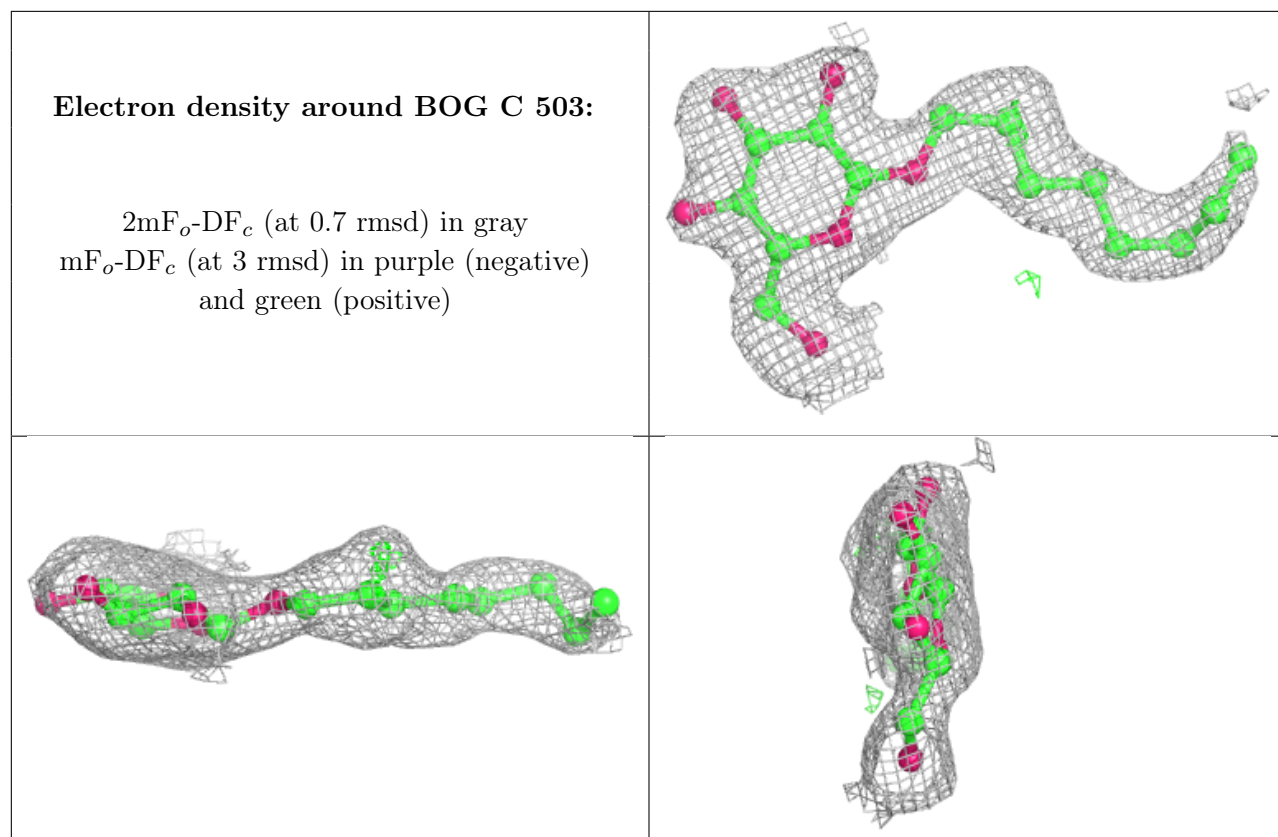 Electron density around BOG C 503:
2mFo-DFc (at 0.7 rmsd) in gray
mFo-DFc (at 3 rmsd) in purple (negative)
and green (positive)